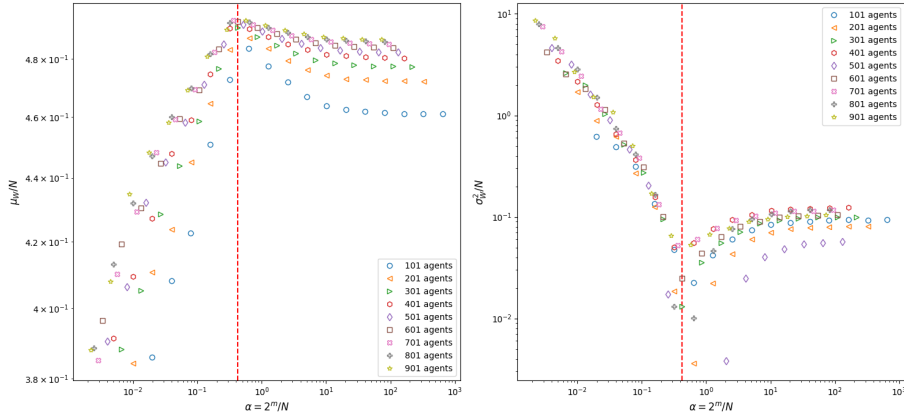 4.8 × 10⁻¹
4.6 × 10⁻¹
4.4 × 10⁻¹
4.2 × 10⁻¹
4 × 10⁻¹
3.8 × 10⁻¹
μ_W/N
10⁻² 10⁻¹ 10⁰ 10¹ 10² 10³
α = 2ᵐ/N
101 agents
201 agents
301 agents
401 agents
501 agents
601 agents
701 agents
801 agents
901 agents
10¹
10⁰
10⁻¹
10⁻²
σ²_W/N
10⁻² 10⁻¹ 10⁰ 10¹ 10² 10³
α = 2ᵐ/N
101 agents
201 agents
301 agents
401 agents
501 agents
601 agents
701 agents
801 agents
901 agents